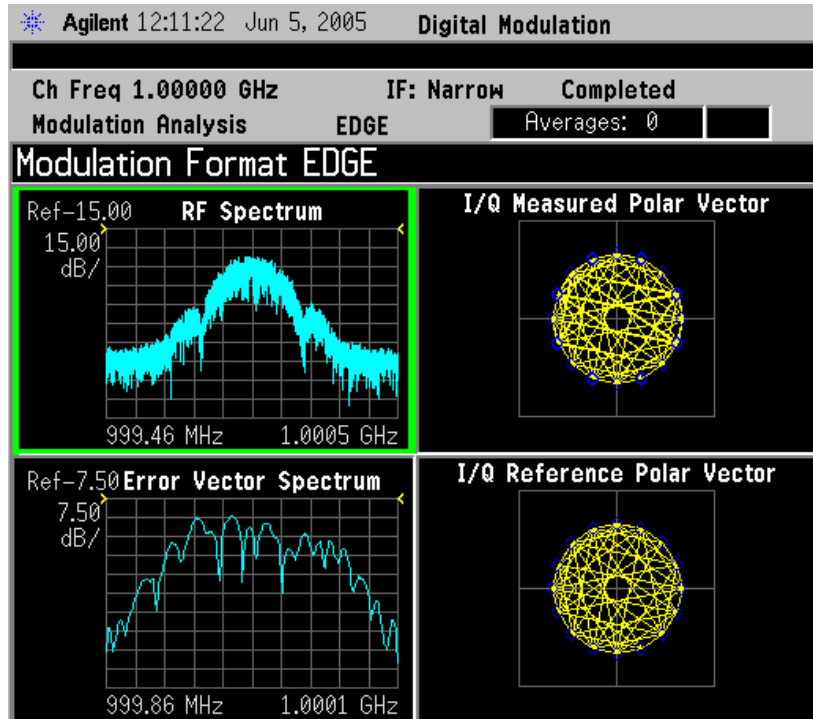 Agilent 12:11:22 Jun 5, 2005 Digital Modulation
Ch Freq 1.00000 GHz IF: Narrow Completed
Modulation Analysis EDGE Averages: 0
Modulation Format EDGE
Ref-15.00 RF Spectrum
15.00
dB/
999.46 MHz 1.0005 GHz
I/Q Measured Polar Vector
Ref-7.50 Error Vector Spectrum
7.50
dB/
999.86 MHz 1.0001 GHz
I/Q Reference Polar Vector